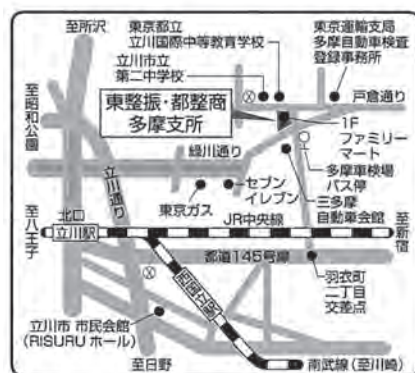 至所沢
東京都立
立川国際中等教育学校
東京運輸支局
多摩自動車検査
登録事務所
立川市立
第二中学校
戸倉通り
至昭和公園
東整振・都整商
多摩支所
1F
ファミリー
マート
緑川通り
立川通り
多摩車検場
バス停
セブン
イレブン
三多摩
自動車会館
東京ガス
至八王子
北口
立川駅
JR中央線
至新宿
都道145号線
西国立駅
羽衣町
二丁目
交差点
立川市 市民会館
(RISURUホール)
至日野
南武線(至川崎)